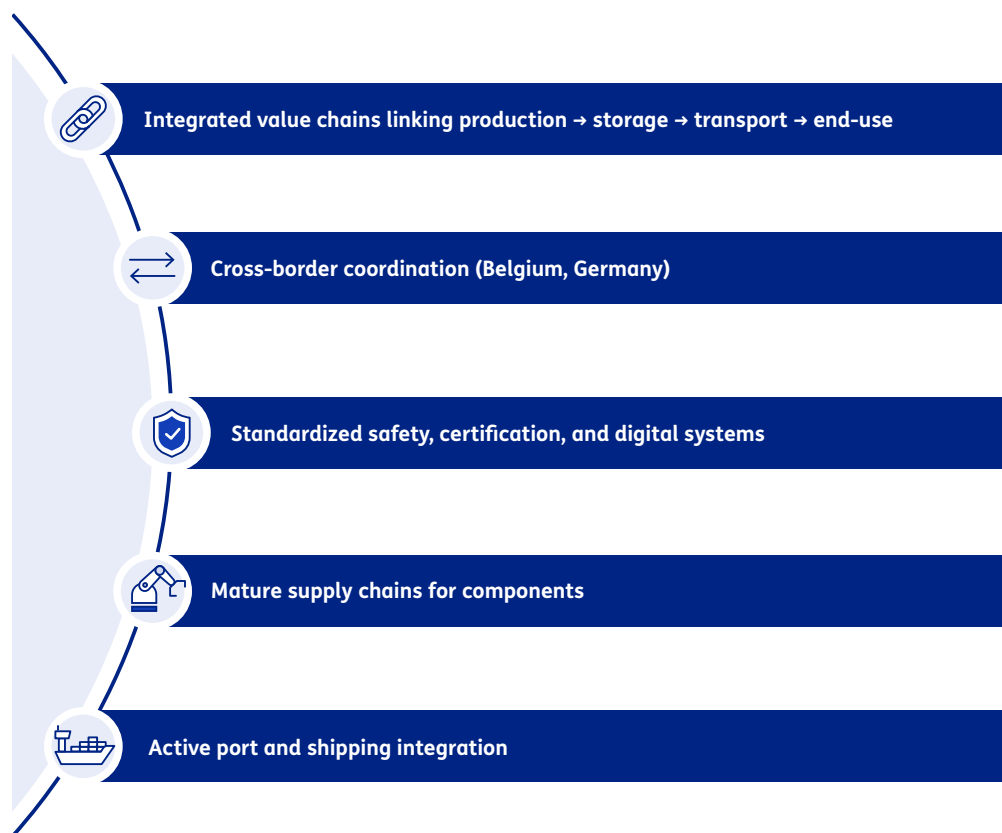 Integrated value chains linking production → storage → transport → end-use
Cross-border coordination (Belgium, Germany)
Standardized safety, certification, and digital systems
Mature supply chains for components
Active port and shipping integration